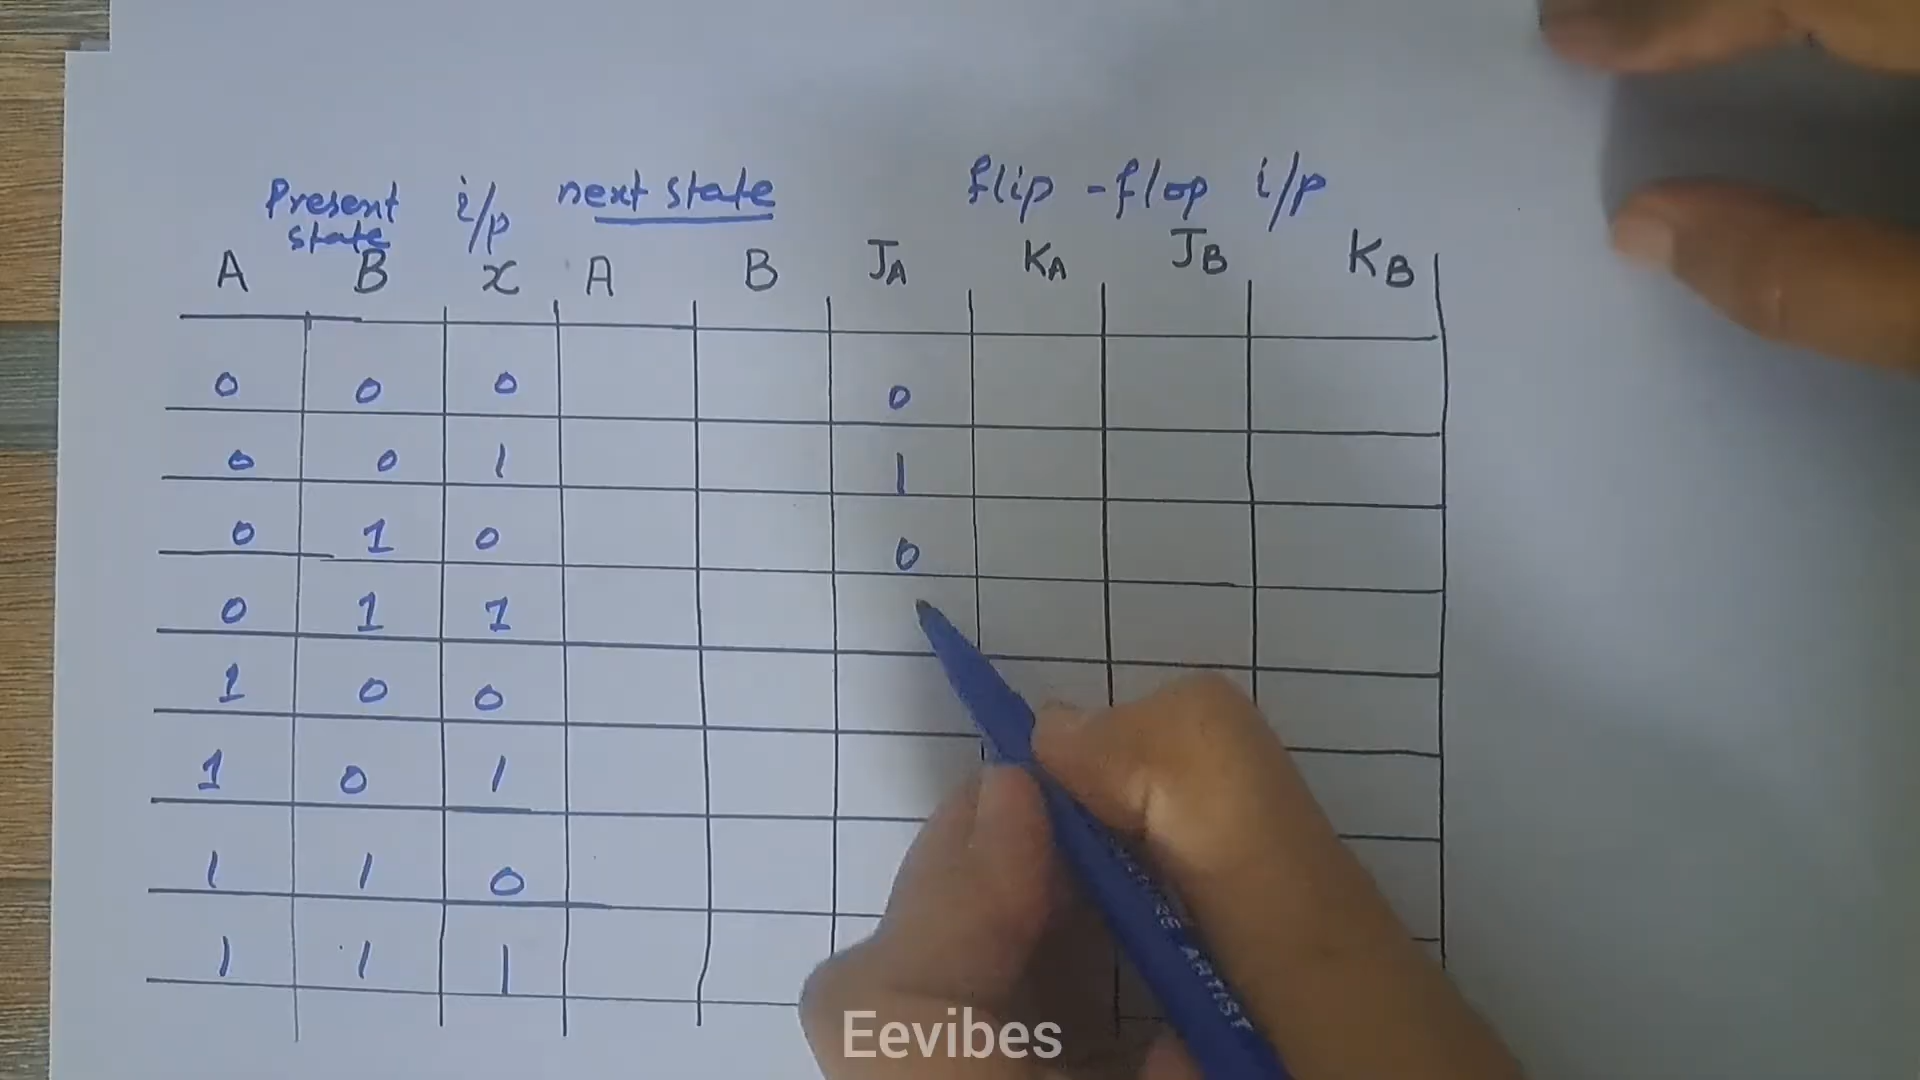 Present i/p next state flip-flop i/p
state
A B x A B JA KA JB KB
0 0 0 0
0 0 1 1
0 1 0 0
0 1 1
1 0 0
1 0 1
1 1 0
1 1 1
Eevibes